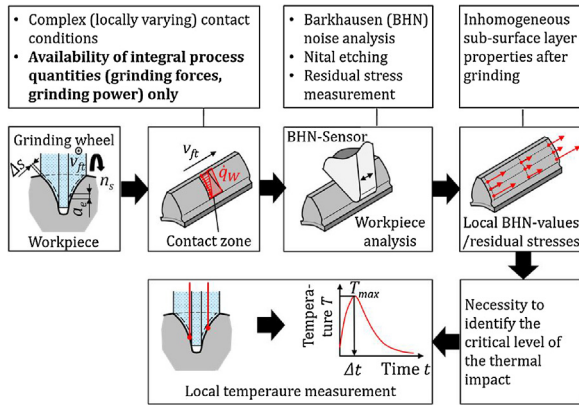 • Complex (locally varying) contact
conditions
• Availability of integral process
quantities (grinding forces,
grinding power) only
• Barkhausen (BHN)
noise analysis
• Nital etching
• Residual stress
measurement
Inhomogeneous
sub-surface layer
properties after
grinding
Grinding wheel
Δs
v_ft
n_s
a_e
Workpiece
v_ft
q̇_W
Contact zone
BHN-Sensor
Workpiece
analysis
Local BHN-values
/residual stresses
Necessity to
identify the
critical level of
the thermal
impact
Tempera-
ture T
T_max
Δt
Time t
Local temperaure measurement